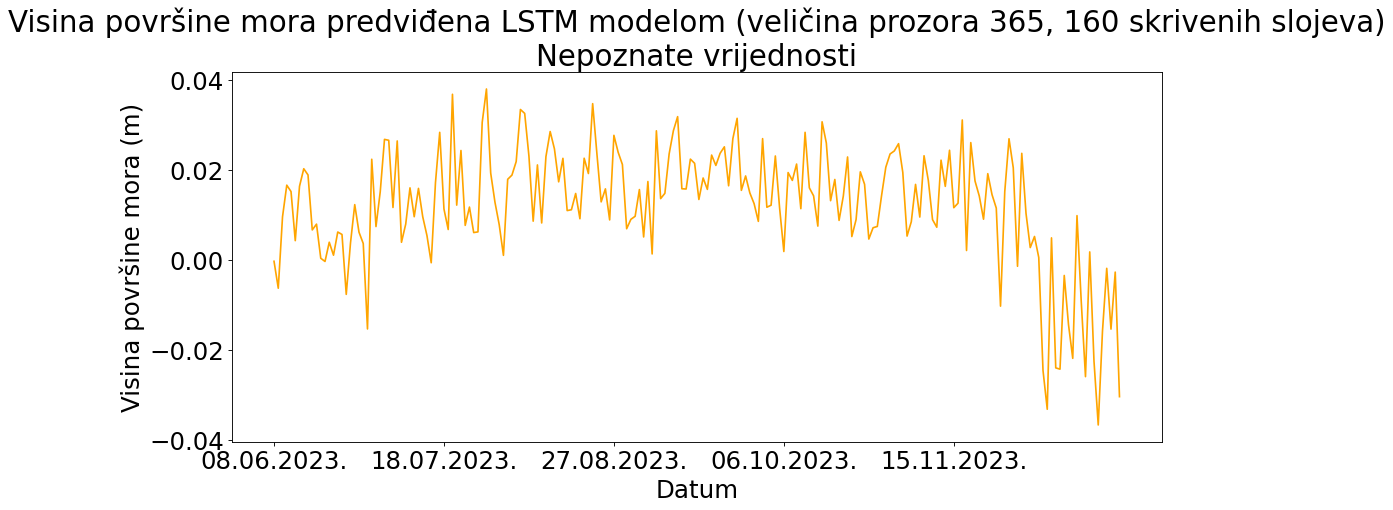 Visina površine mora predviđena LSTM modelom (veličina prozora 365, 160 skrivenih slojeva)
Nepoznate vrijednosti
Visina površine mora (m)
0.04
0.02
0.00
−0.02
−0.04
08.06.2023. 18.07.2023. 27.08.2023. 06.10.2023. 15.11.2023.
Datum